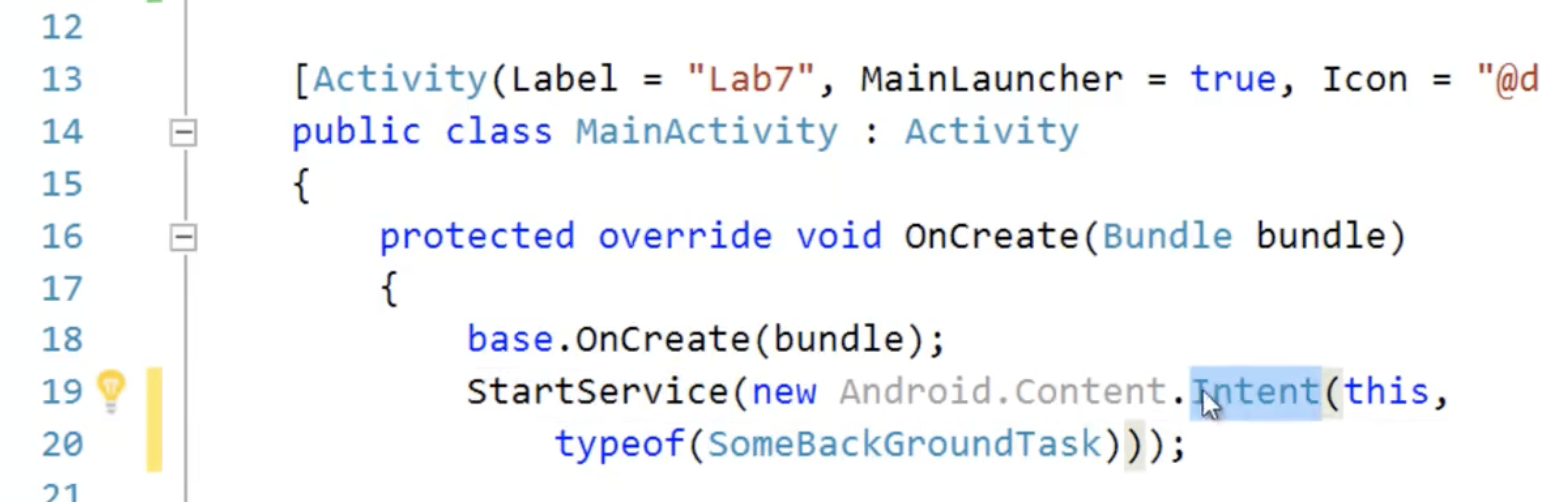 12
13 [Activity(Label = "Lab7", MainLauncher = true, Icon = "@d
14 public class MainActivity : Activity
15 {
16 protected override void OnCreate(Bundle bundle)
17 {
18 base.OnCreate(bundle);
19 StartService(new Android.Content.Intent(this,
20 typeof(SomeBackGroundTask)));
21